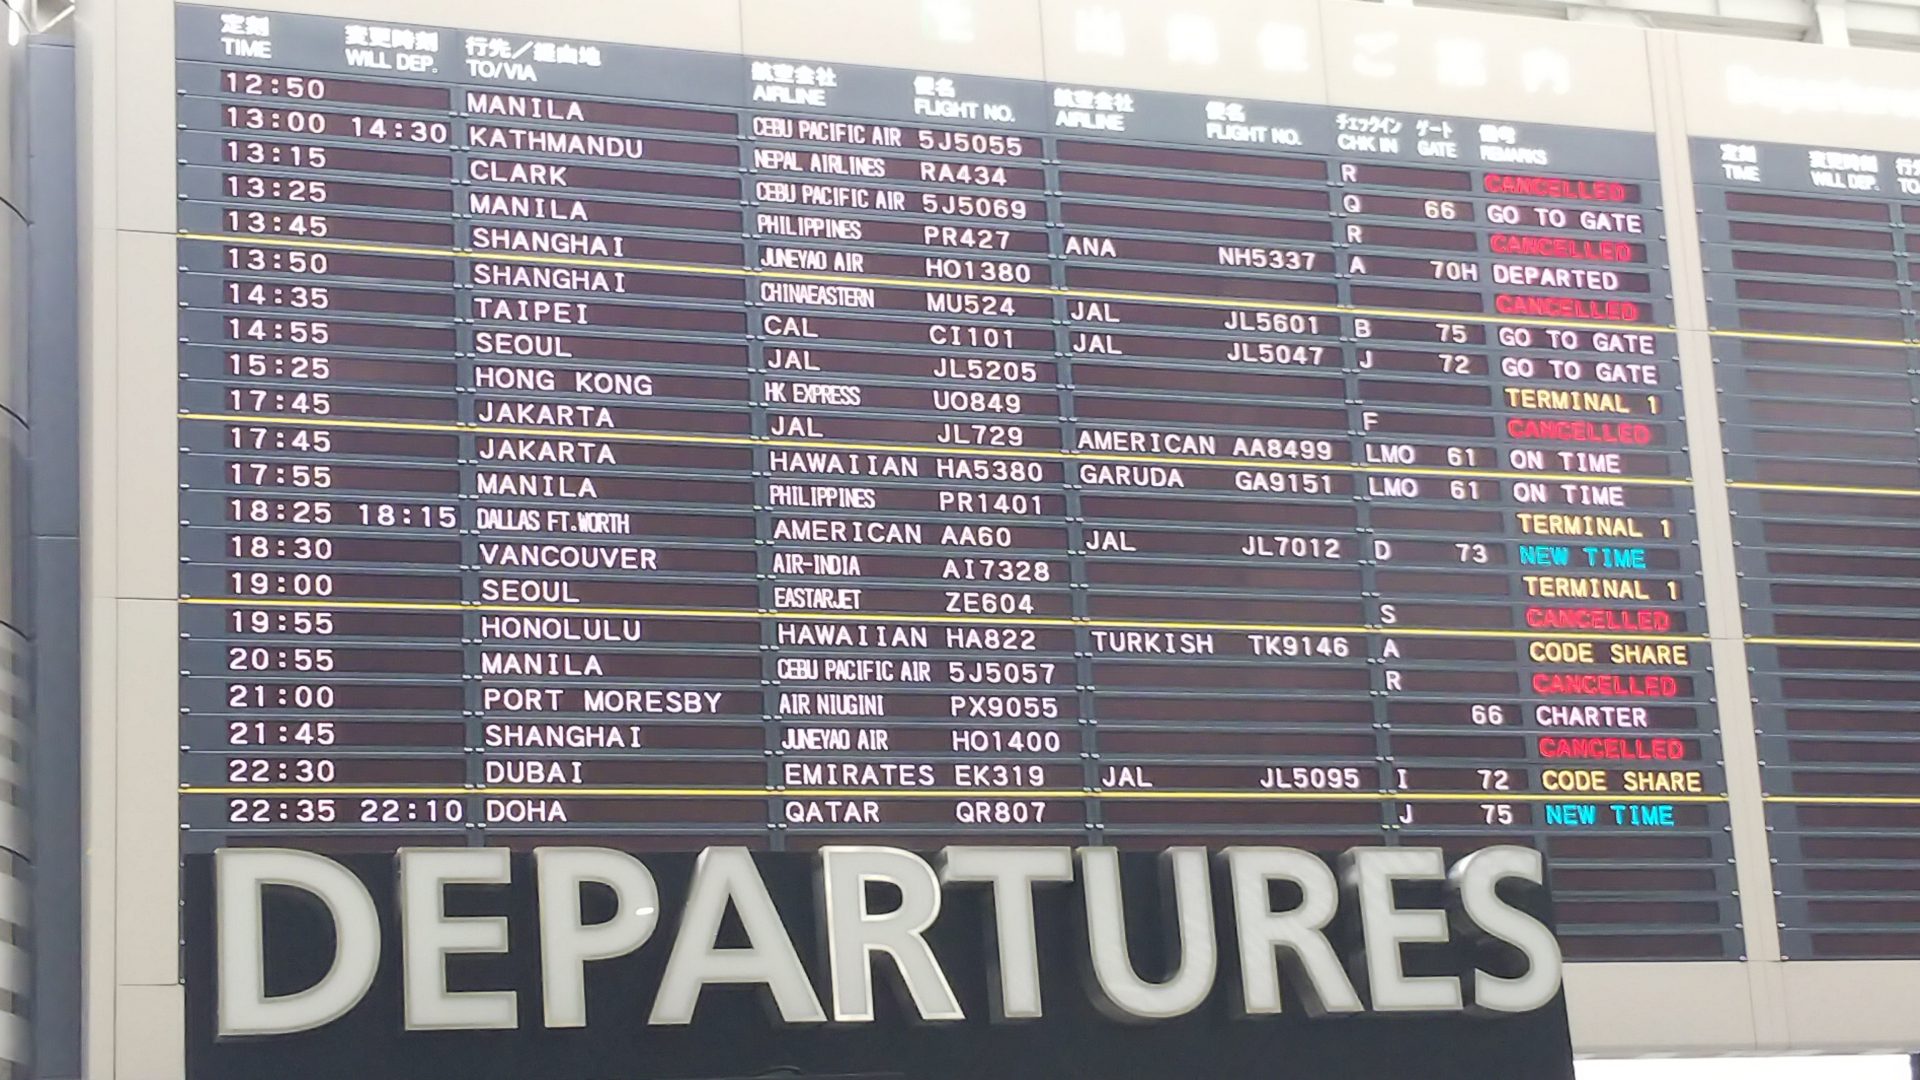 定刻 変更時刻 行先／経由地 航空会社 便名 航空会社 便名 チェックイン ゲート 備考
TIME WILL DEP. TO/VIA AIRLINE FLIGHT NO. AIRLINE FLIGHT NO. CHK IN GATE REMARKS
12:50 MANILA CEBU PACIFIC AIR 5J5055 R CANCELLED
13:00 14:30 KATHMANDU NEPAL AIRLINES RA434 Q 66 GO TO GATE
13:15 CLARK CEBU PACIFIC AIR 5J5069 R CANCELLED
13:25 MANILA PHILIPPINES PR427 ANA NH5337 A 70H DEPARTED
13:45 SHANGHAI JUNEYAO AIR HO1380 CANCELLED
13:50 SHANGHAI CHINAEASTERN MU524 JAL JL5601 B 75 GO TO GATE
14:35 TAIPEI CAL CI101 JAL JL5047 J 72 GO TO GATE
14:55 SEOUL JAL JL5205 TERMINAL 1
15:25 HONG KONG HK EXPRESS UO849 F CANCELLED
17:45 JAKARTA JAL JL729 AMERICAN AA8499 LMO 61 ON TIME
17:45 JAKARTA HAWAIIAN HA5380 GARUDA GA9151 LMO 61 ON TIME
17:55 MANILA PHILIPPINES PR1401 TERMINAL 1
18:25 18:15 DALLAS FT.WORTH AMERICAN AA60 JAL JL7012 D 73 NEW TIME
18:30 VANCOUVER AIR-INDIA AI7328 TERMINAL 1
19:00 SEOUL EASTARJET ZE604 S CANCELLED
19:55 HONOLULU HAWAIIAN HA822 TURKISH TK9146 A CODE SHARE
20:55 MANILA CEBU PACIFIC AIR 5J5057 R CANCELLED
21:00 PORT MORESBY AIR NIUGINI PX9055 66 CHARTER
21:45 SHANGHAI JUNEYAO AIR HO1400 CANCELLED
22:30 DUBAI EMIRATES EK319 JAL JL5095 I 72 CODE SHARE
22:35 22:10 DOHA QATAR QR807 J 75 NEW TIME
DEPARTURES
定刻 変更時刻
TIME WILL DEP.